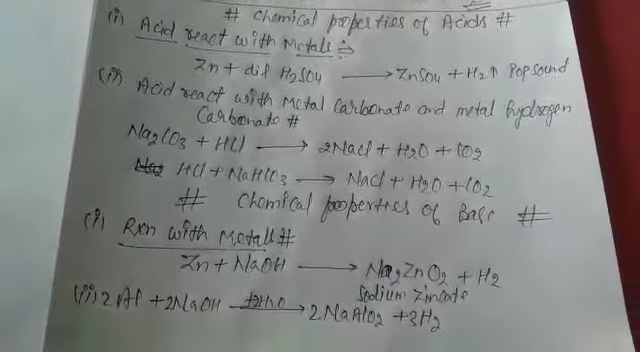 # Chemical properties of Acids #
(i) Acid react with Metals :⇒
Zn + dil H2SO4 ⟶ ZnSO4 + H2↑ Pop sound
(ii) Acid react with Metal Carbonate and metal hydrogen
Carbonate #
Na2CO3 + HCl ⟶ 2NaCl + H2O + CO2
HCl + NaHCO3 ⟶ NaCl + H2O + CO2
# Chemical properties of Base #
(i) Rxn with Metall #
Zn + NaOH ⟶ Na2ZnO2 + H2
Sodium Zincate
(ii) 2Al + 2NaOH +2H2O ⟶ 2NaAlO2 + 3H2